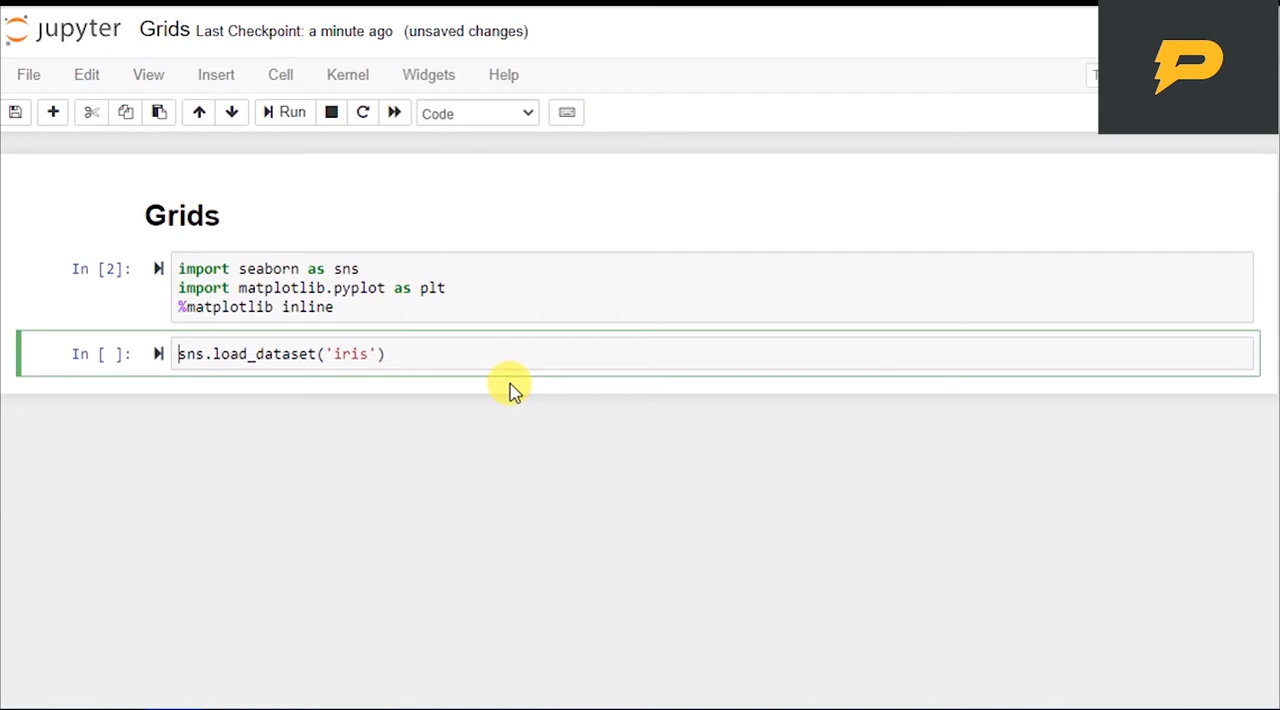 jupyter Grids Last Checkpoint: a minute ago (unsaved changes)
File Edit View Insert Cell Kernel Widgets Help
Run Code
Grids
In [2]: import seaborn as sns
import matplotlib.pyplot as plt
%matplotlib inline
In [ ]: sns.load_dataset('iris')